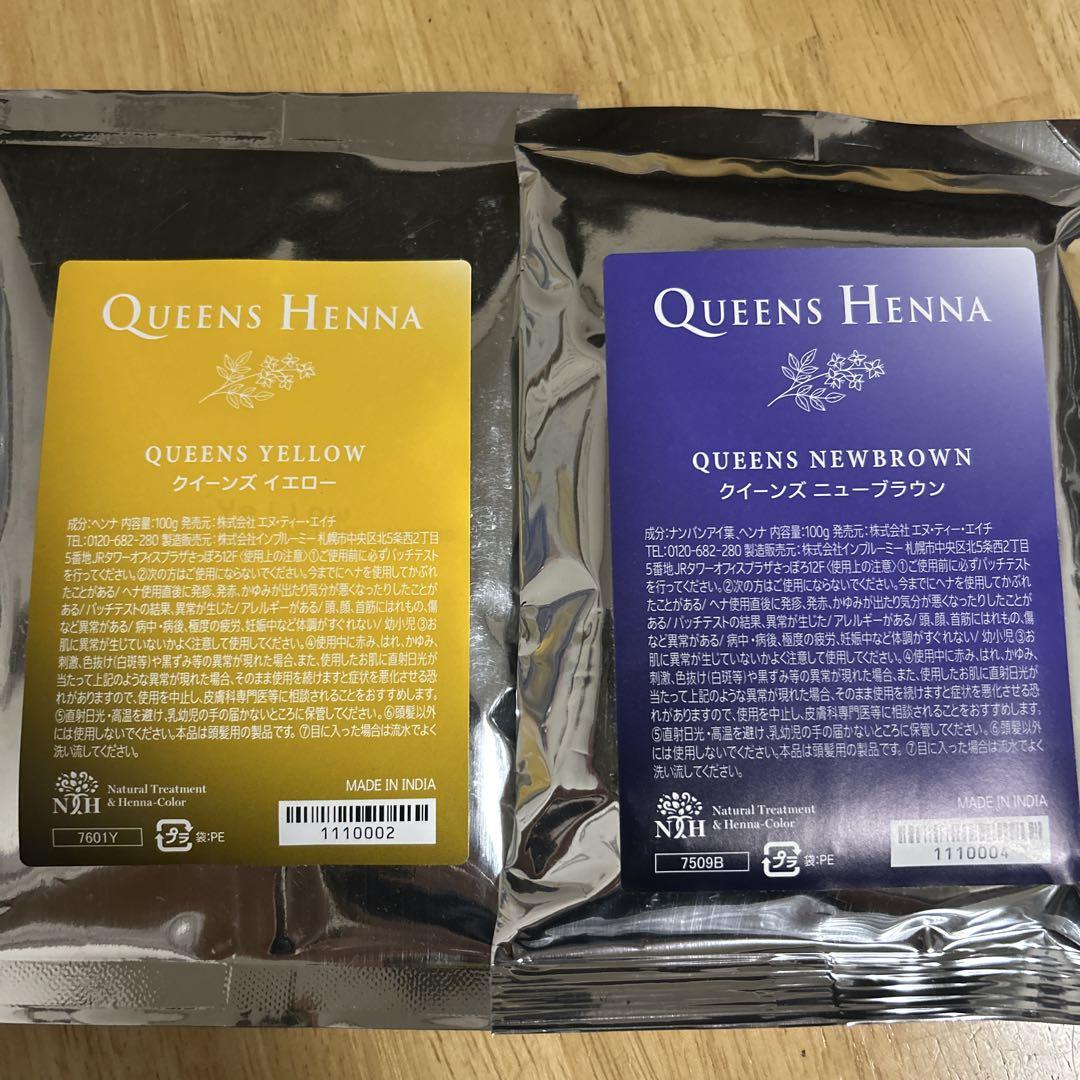 QUEENS HENNA
QUEENS YELLOW
クイーンズ イエロー
成分:ヘンナ 内容量:100g 発売元:株式会社 エヌ・ティー・エイチ
TEL:0120-682-280 製造販売元:株式会社インプルーミー 札幌市中央区北5条西2丁目
5番地JRタワーオフィスプラザさっぽろ12F〈使用上の注意〉①ご使用前に必ずパッチテスト
を行ってください。②次の方はご使用にならないでください。今までにヘナを使用してかぶれ
たことがある/ヘナ使用直後に発疹、発赤、かゆみが出たり気分が悪くなったりしたことが
ある/パッチテストの結果、異常が生じた/アレルギーがある/頭、顔、首筋にはれもの、傷
など異常がある/病中・病後、極度の疲労、妊娠中など体調がすぐれない/幼小児③お
肌に異常が生じていないかよく注意して使用してください。④使用中に赤み、はれ、かゆみ、
刺激、色抜け(白斑等)や黒ずみ等の異常が現れた場合、また、使用したお肌に直射日光が
当たって上記のような異常が現れた場合、そのまま使用を続けますと症状を悪化させる恐
れがありますので、使用を中止し、皮膚科専門医等に相談されることをおすすめします。
⑤直射日光・高温を避け、乳幼児の手の届かないところに保管してください。⑥頭髪以外
には使用しないでください。本品は頭髪用の製品です。⑦目に入った場合は流水でよく
洗い流してください。
NTH Natural Treatment
& Henna-Color
MADE IN INDIA
7601Y プラ 袋:PE
1110002
QUEENS HENNA
QUEENS NEWBROWN
クイーンズ ニューブラウン
成分:ナンバンアイ葉、ヘンナ 内容量:100g 発売元:株式会社 エヌ・ティー・エイチ
TEL:0120-682-280 製造販売元:株式会社インプルーミー 札幌市中央区北5条西2丁目
5番地JRタワーオフィスプラザさっぽろ12F〈使用上の注意〉①ご使用前に必ずパッチテスト
を行ってください。②次の方はご使用にならないでください。今までにヘナを使用してかぶれ
たことがある/ヘナ使用直後に発疹、発赤、かゆみが出たり気分が悪くなったりしたことが
ある/パッチテストの結果、異常が生じた/アレルギーがある/頭、顔、首筋にはれもの、傷
など異常がある/病中・病後、極度の疲労、妊娠中など体調がすぐれない/幼小児③お
肌に異常が生じていないかよく注意して使用してください。④使用中に赤み、はれ、かゆみ、
刺激、色抜け(白斑等)や黒ずみ等の異常が現れた場合、また、使用したお肌に直射日光が
当たって上記のような異常が現れた場合、そのまま使用を続けますと症状を悪化させる恐
れがありますので、使用を中止し、皮膚科専門医等に相談されることをおすすめします。
⑤直射日光・高温を避け、乳幼児の手の届かないところに保管してください。⑥頭髪以外
には使用しないでください。本品は頭髪用の製品です。⑦目に入った場合は流水でよく
洗い流してください。
NTH Natural Treatment
& Henna-Color
MADE IN INDIA
7509B プラ 袋:PE
1110004